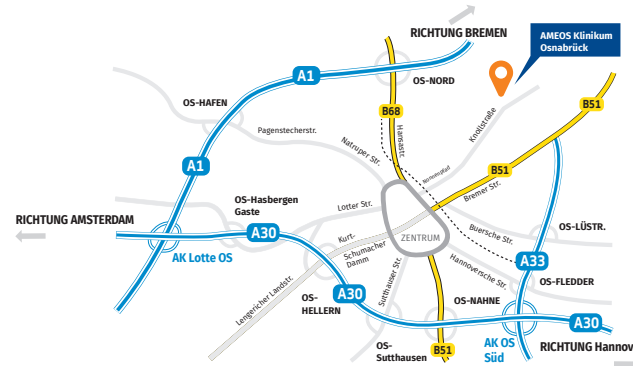 RICHTUNG BREMEN
AMEOS Klinikum
Osnabrück
A1
OS-NORD
OS-HAFEN
B68
B51
Pagenstecherstr.
Hansastr.
Knollstraße
Natruper Str.
A1
B51
Bremer Str.
OS-Hasbergen
Gaste
Lotter Str.
RICHTUNG AMSTERDAM
A30
Kurt-
Schumacher
Damm
ZENTRUM
Buersche Str.
OS-LÜSTR.
AK Lotte OS
A33
Lengericher Landstr.
Sutthauser Str.
Hannoversche Str.
OS-FLEDDER
OS-
HELLERN
A30
OS-NAHNE
A30
OS-
Sutthausen
B51
AK OS
Süd
RICHTUNG Hannov